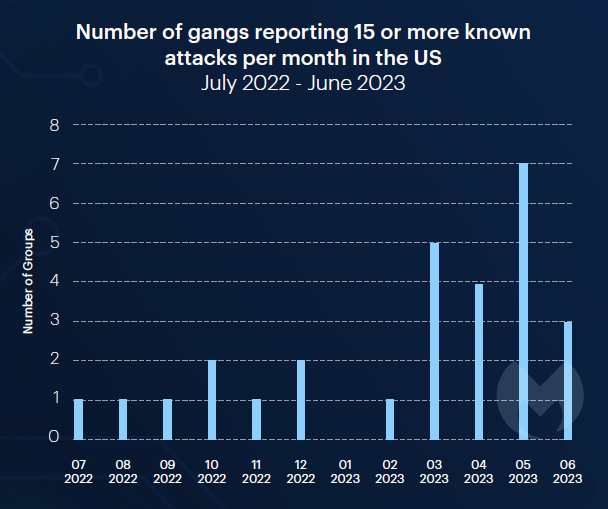 Number of gangs reporting 15 or more known
attacks per month in the US
July 2022 - June 2023
Number of Groups
8
7
6
5
4
3
2
1
0
07 08 09 10 11 12 01 02 03 04 05 06
2022 2022 2022 2022 2022 2022 2023 2023 2023 2023 2023 2023